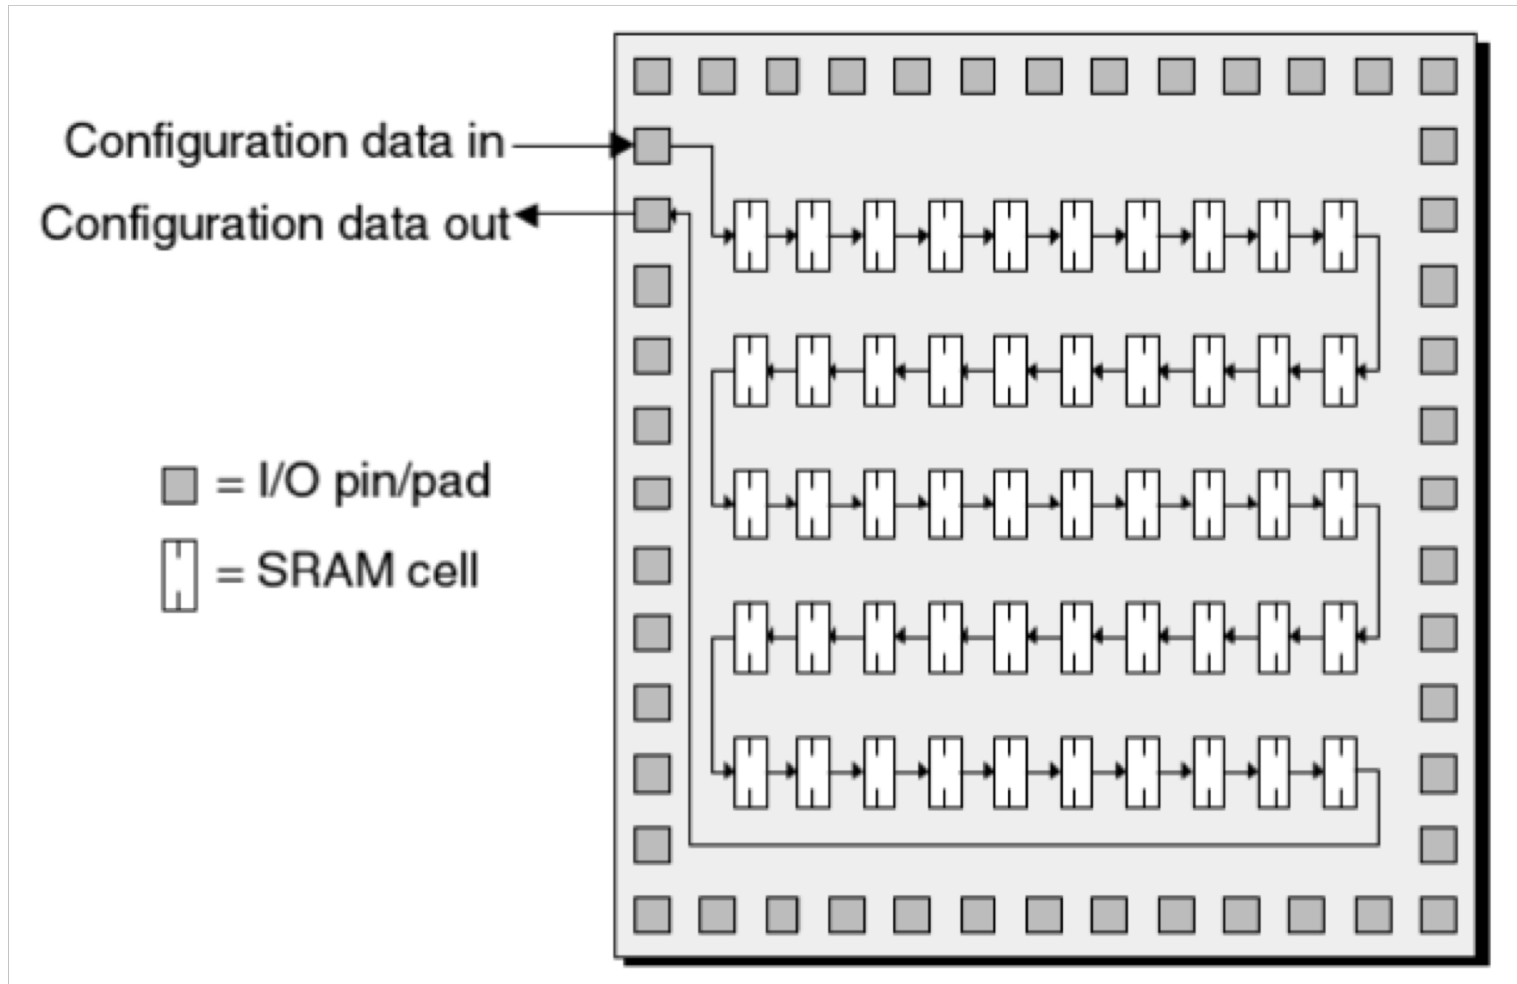 Configuration data in
Configuration data out
= I/O pin/pad
= SRAM cell